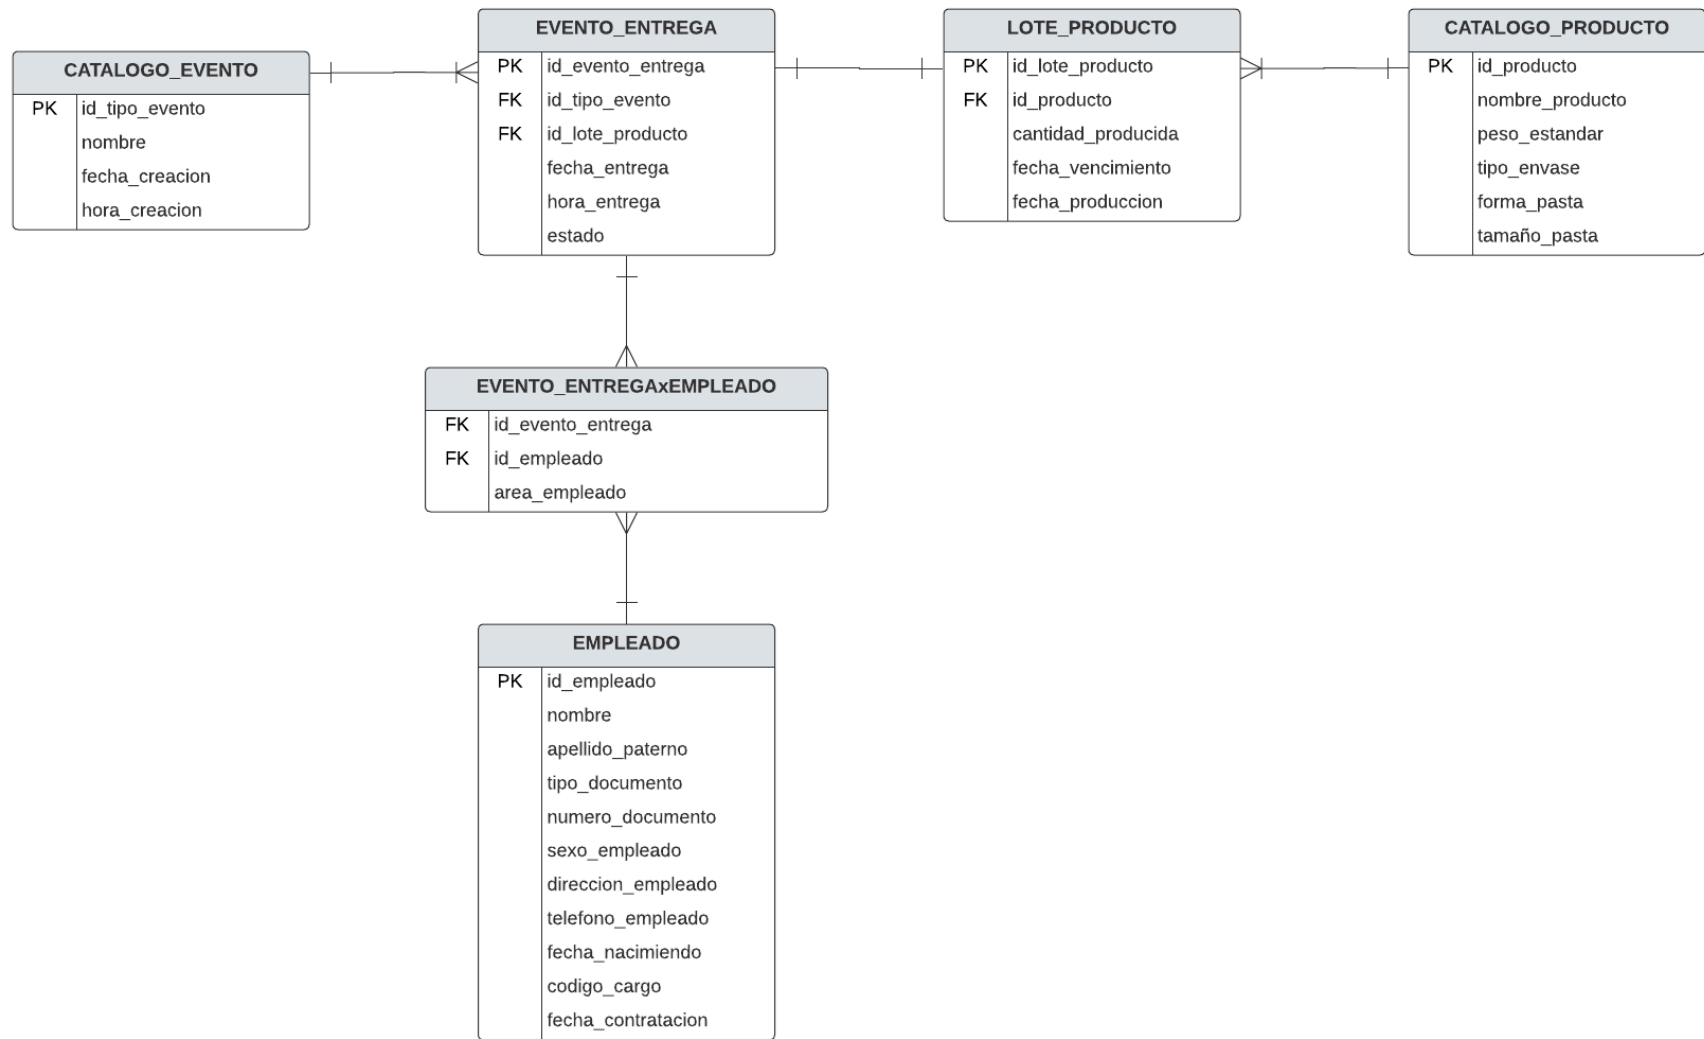 CATALOGO_EVENTO
PK id_tipo_evento
nombre
fecha_creacion
hora_creacion
EVENTO_ENTREGA
PK id_evento_entrega
FK id_tipo_evento
FK id_lote_producto
fecha_entrega
hora_entrega
estado
LOTE_PRODUCTO
PK id_lote_producto
FK id_producto
cantidad_producida
fecha_vencimiento
fecha_produccion
CATALOGO_PRODUCTO
PK id_producto
nombre_producto
peso_estandar
tipo_envase
forma_pasta
tamaño_pasta
EVENTO_ENTREGAxEMPLEADO
FK id_evento_entrega
FK id_empleado
area_empleado
EMPLEADO
PK id_empleado
nombre
apellido_paterno
tipo_documento
numero_documento
sexo_empleado
direccion_empleado
telefono_empleado
fecha_nacimiendo
codigo_cargo
fecha_contratacion